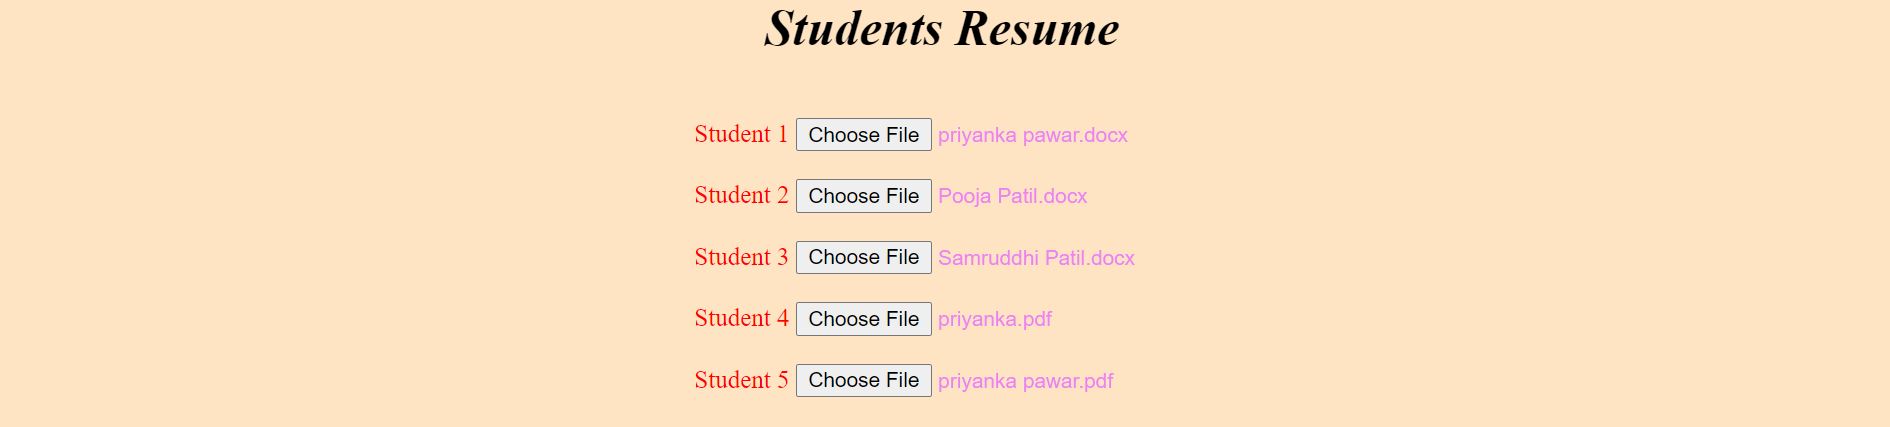 Students Resume
Student 1 Choose File priyanka pawar.docx
Student 2 Choose File Pooja Patil.docx
Student 3 Choose File Samruddhi Patil.docx
Student 4 Choose File priyanka.pdf
Student 5 Choose File priyanka pawar.pdf